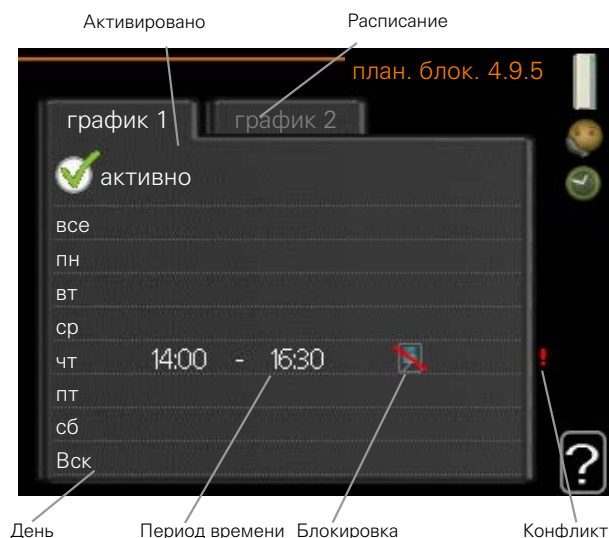 Активировано Расписание
план. блок. 4.9.5
график 1 график 2
активно
все
пн
вт
ср
чт 14:00 - 16:30 !
пт
сб
Вск
?
День Период времени Блокировка Конфликт